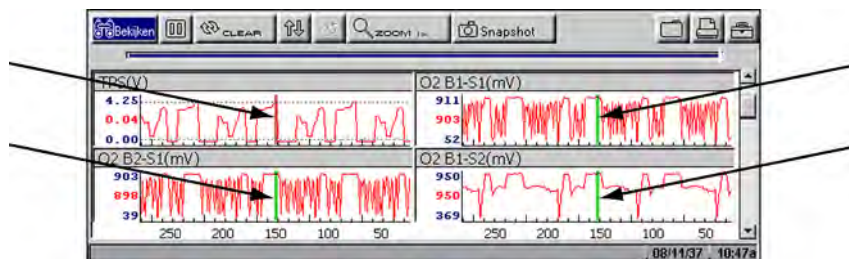 Bekijken CLEAR ZOOM in Snapshot
TPS(V) O2 B1-S1(mV)
4.25 911
0.04 903
0.00 52
O2 B2-S1(mV) O2 B1-S2(mV)
903 950
898 950
39 369
250 200 150 100 50 250 200 150 100 50
08/11/37 10:47a